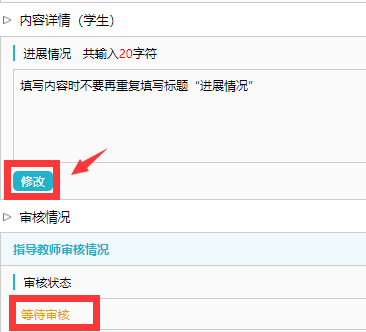 内容详情（学生）
进展情况 共输入20字符
填写内容时不要再重复填写标题“进展情况”
修改
审核情况
指导教师审核情况
审核状态
等待审核